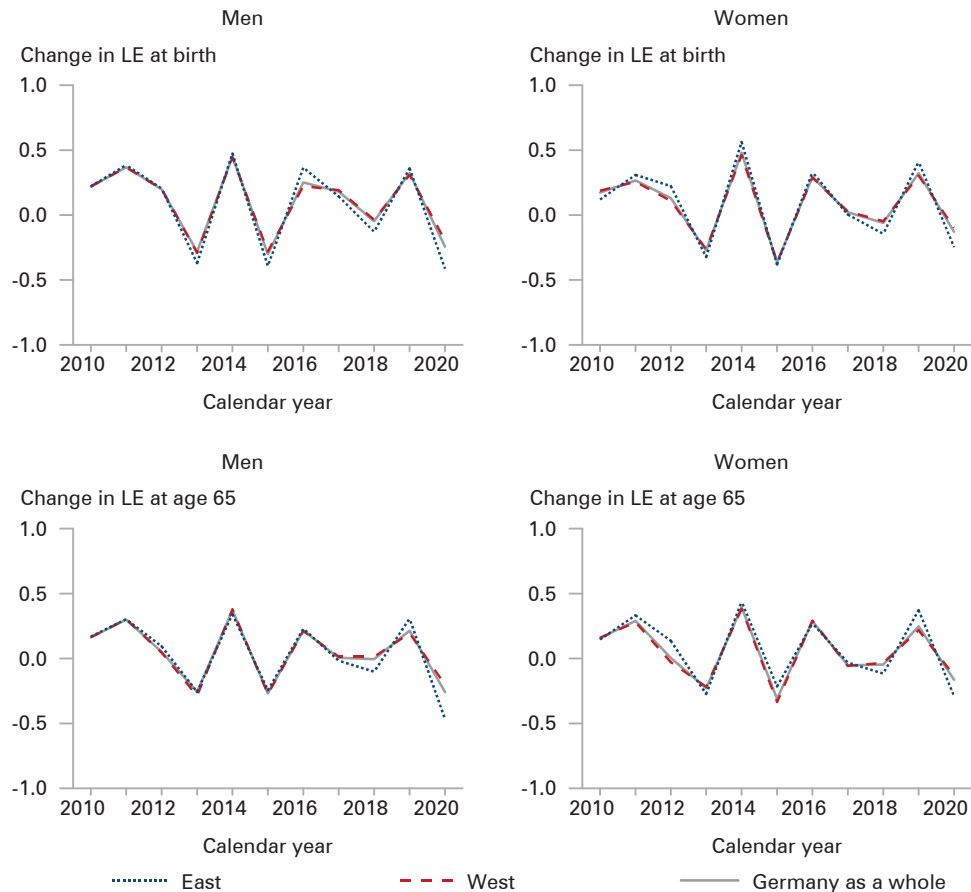 Men
Change in LE at birth
1.0
0.5
0.0
-0.5
-1.0
2010 2012 2014 2016 2018 2020
Calendar year
Women
Change in LE at birth
1.0
0.5
0.0
-0.5
-1.0
2010 2012 2014 2016 2018 2020
Calendar year
Men
Change in LE at age 65
1.0
0.5
0.0
-0.5
-1.0
2010 2012 2014 2016 2018 2020
Calendar year
Women
Change in LE at age 65
1.0
0.5
0.0
-0.5
-1.0
2010 2012 2014 2016 2018 2020
Calendar year
East West Germany as a whole